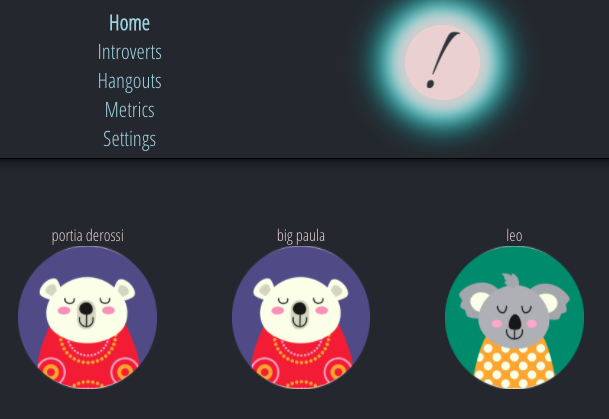 Home
Introverts
Hangouts
Metrics
Settings
!
portia derossi
big paula
leo